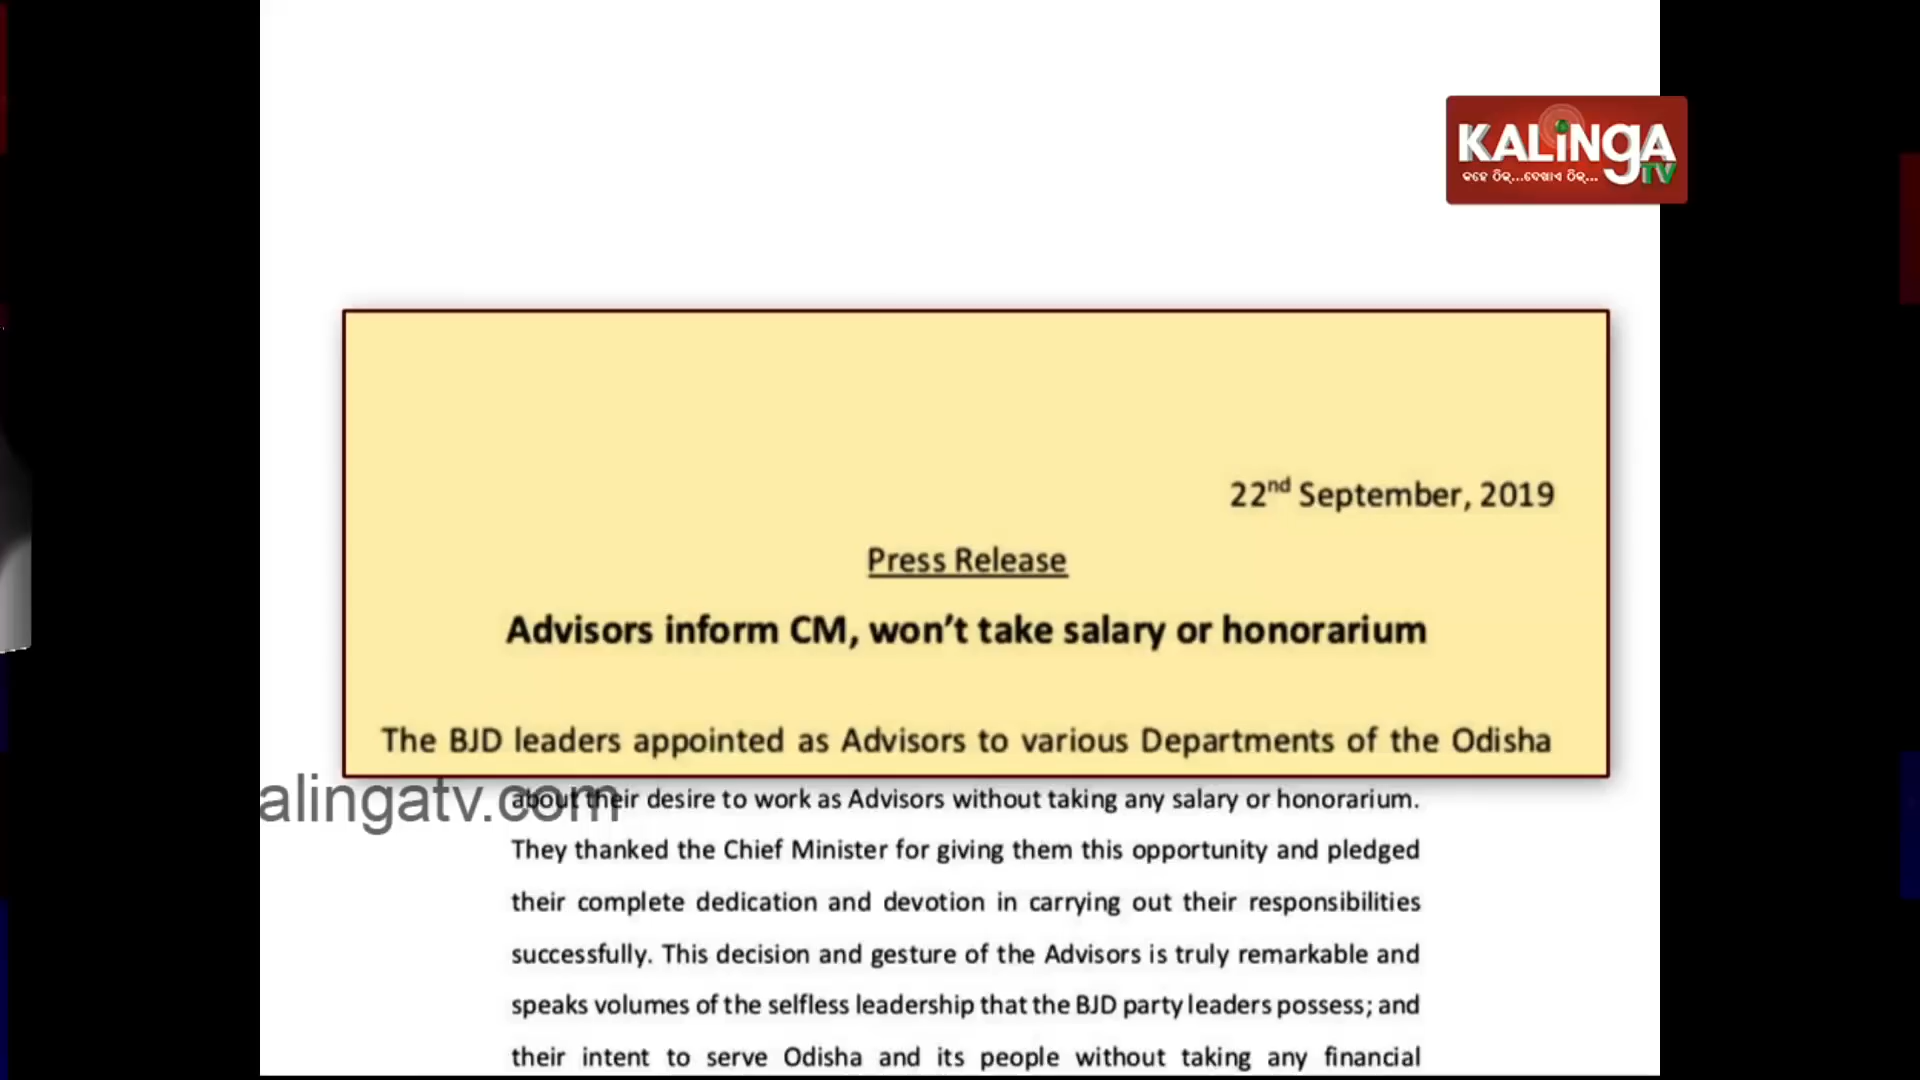 KALiNGA
TV
କହେ ଠିକ୍...ଦେଖାଏ ଠିକ୍...
22nd September, 2019
Press Release
Advisors inform CM, won't take salary or honorarium
The BJD leaders appointed as Advisors to various Departments of the Odisha
alingatv.com
about their desire to work as Advisors without taking any salary or honorarium.
They thanked the Chief Minister for giving them this opportunity and pledged
their complete dedication and devotion in carrying out their responsibilities
successfully. This decision and gesture of the Advisors is truly remarkable and
speaks volumes of the selfless leadership that the BJD party leaders possess; and
their intent to serve Odisha and its people without taking any financial